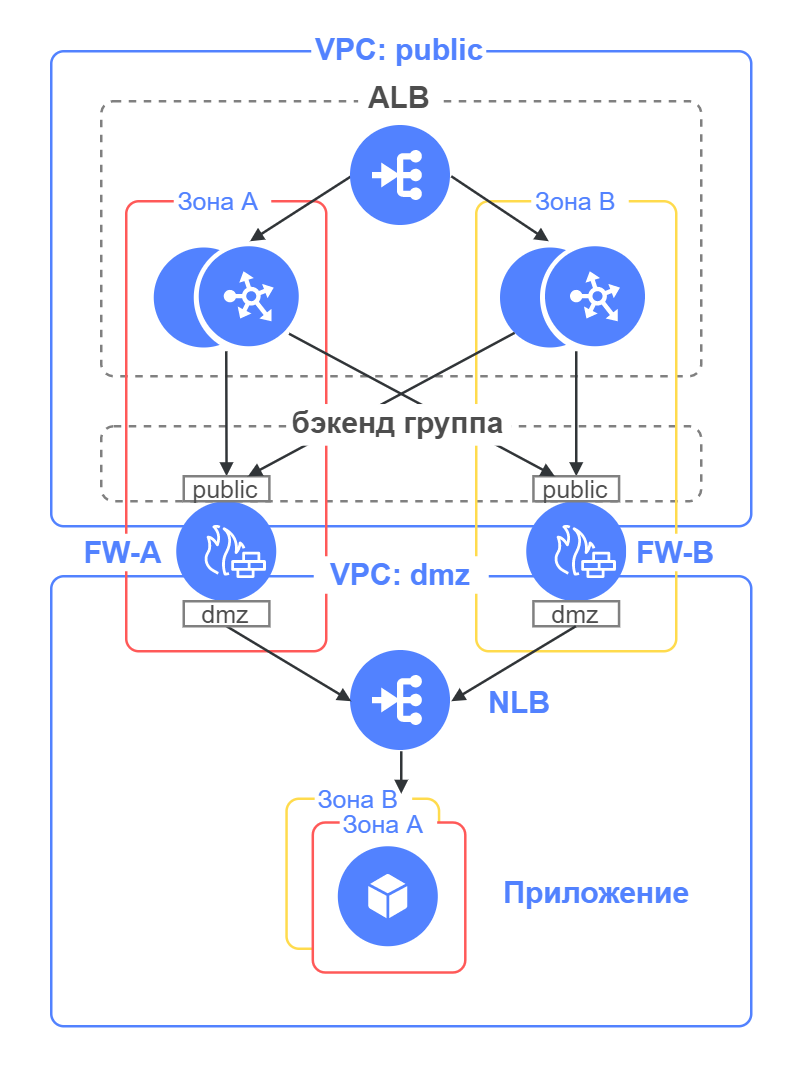 VPC: public
ALB
Зона А
Зона В
бэкенд группа
public
public
FW-A
FW-B
VPC: dmz
dmz
dmz
NLB
Зона В
Зона А
Приложение